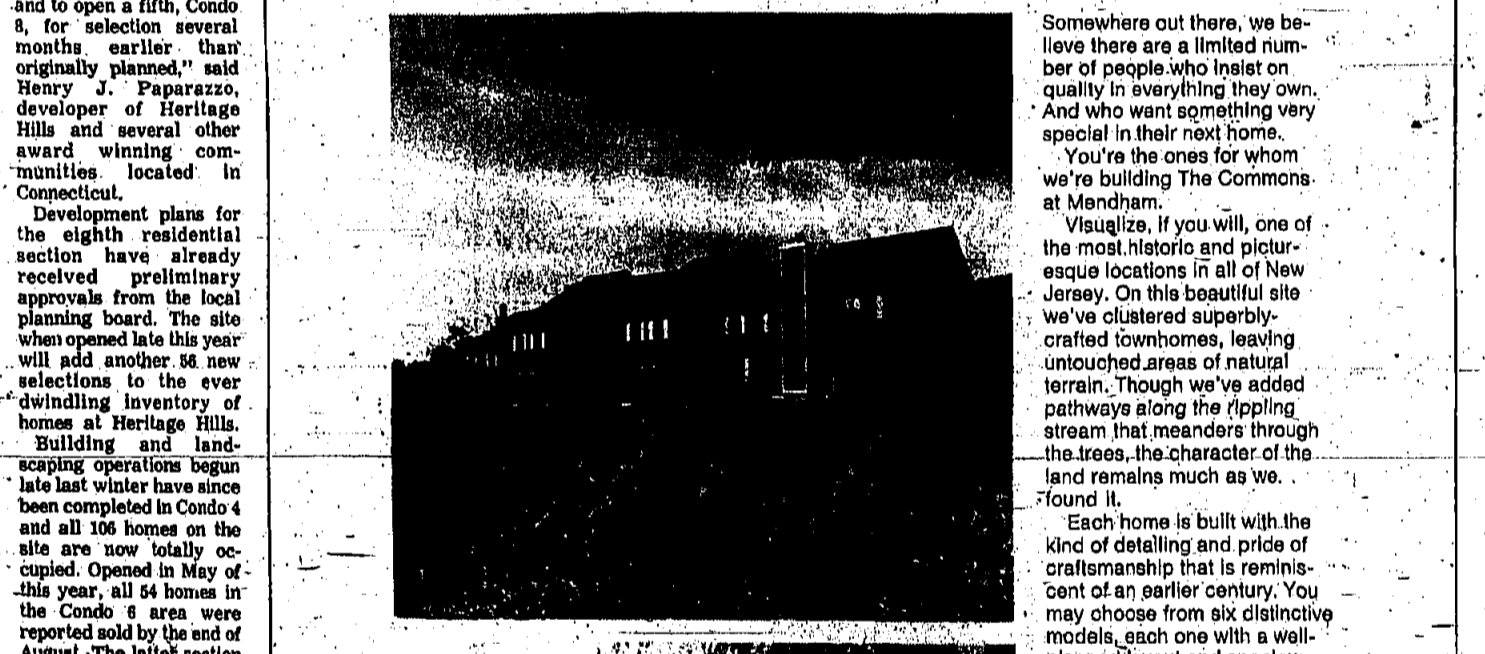 and to open a fifth, Condo
8, for selection several
months earlier than
originally planned," said
Henry J. Paparazzo,
developer of Heritage
Hills and several other
award winning com-
munities located in
Connecticut.
Development plans for
the eighth residential
section have already
received preliminary
approvals from the local
planning board. The site
when opened late this year
will add another 56 new
selections to the ever
dwindling inventory of
homes at Heritage Hills.
Building and land-
scaping operations begun
late last winter have since
been completed in Condo 4
and all 106 homes on the
site are now totally oc-
cupied. Opened in May of
this year, all 54 homes in
the Condo 6 area were
reported sold by the end of
August. The latter section
Somewhere out there, we be-
lieve there are a limited num-
ber of people who insist on
quality in everything they own.
And who want something very
special in their next home.
You're the ones for whom
we're building The Commons
at Mendham.
Visualize, if you will, one of
the most historic and pictur-
esque locations in all of New
Jersey. On this beautiful site
we've clustered superbly-
crafted townhomes, leaving
untouched areas of natural
terrain. Though we've added
pathways along the rippling
stream that meanders through
the trees, the character of the
land remains much as we
found it.
Each home is built with the
kind of detailing and pride of
craftsmanship that is reminis-
cent of an earlier century. You
may choose from six distinctive
models, each one with a well-